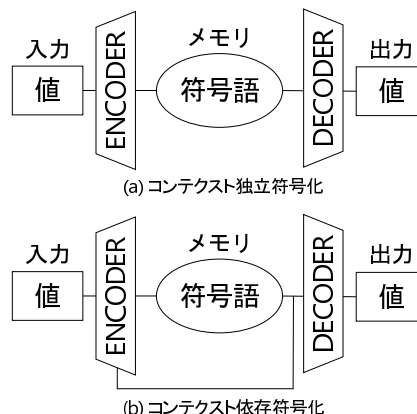 入力
メモリ
出力
値
ENCODER
符号語
DECODER
値
(a) コンテクスト独立符号化
入力
メモリ
出力
値
ENCODER
符号語
DECODER
値
(b) コンテクスト依存符号化